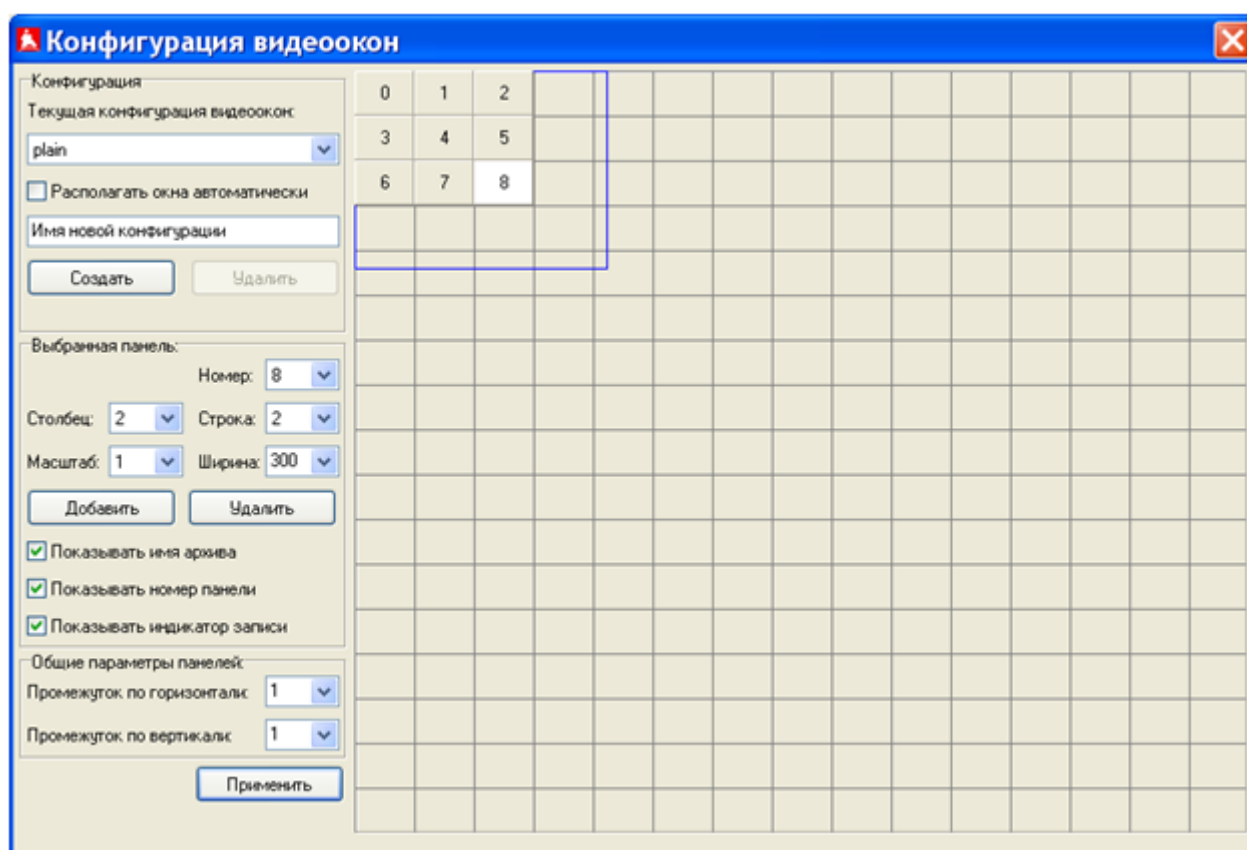 Конфигурация видеоокон
Конфигурация
Текущая конфигурация видеоокон:
plain
Располагать окна автоматически
Имя новой конфигурации
Создать Удалить
Выбранная панель:
Номер: 8
Столбец: 2 Строка: 2
Масштаб: 1 Ширина: 300
Добавить Удалить
Показывать имя архива
Показывать номер панели
Показывать индикатор записи
Общие параметры панелей:
Промежуток по горизонтали: 1
Промежуток по вертикали: 1
Применить
0 1 2
3 4 5
6 7 8